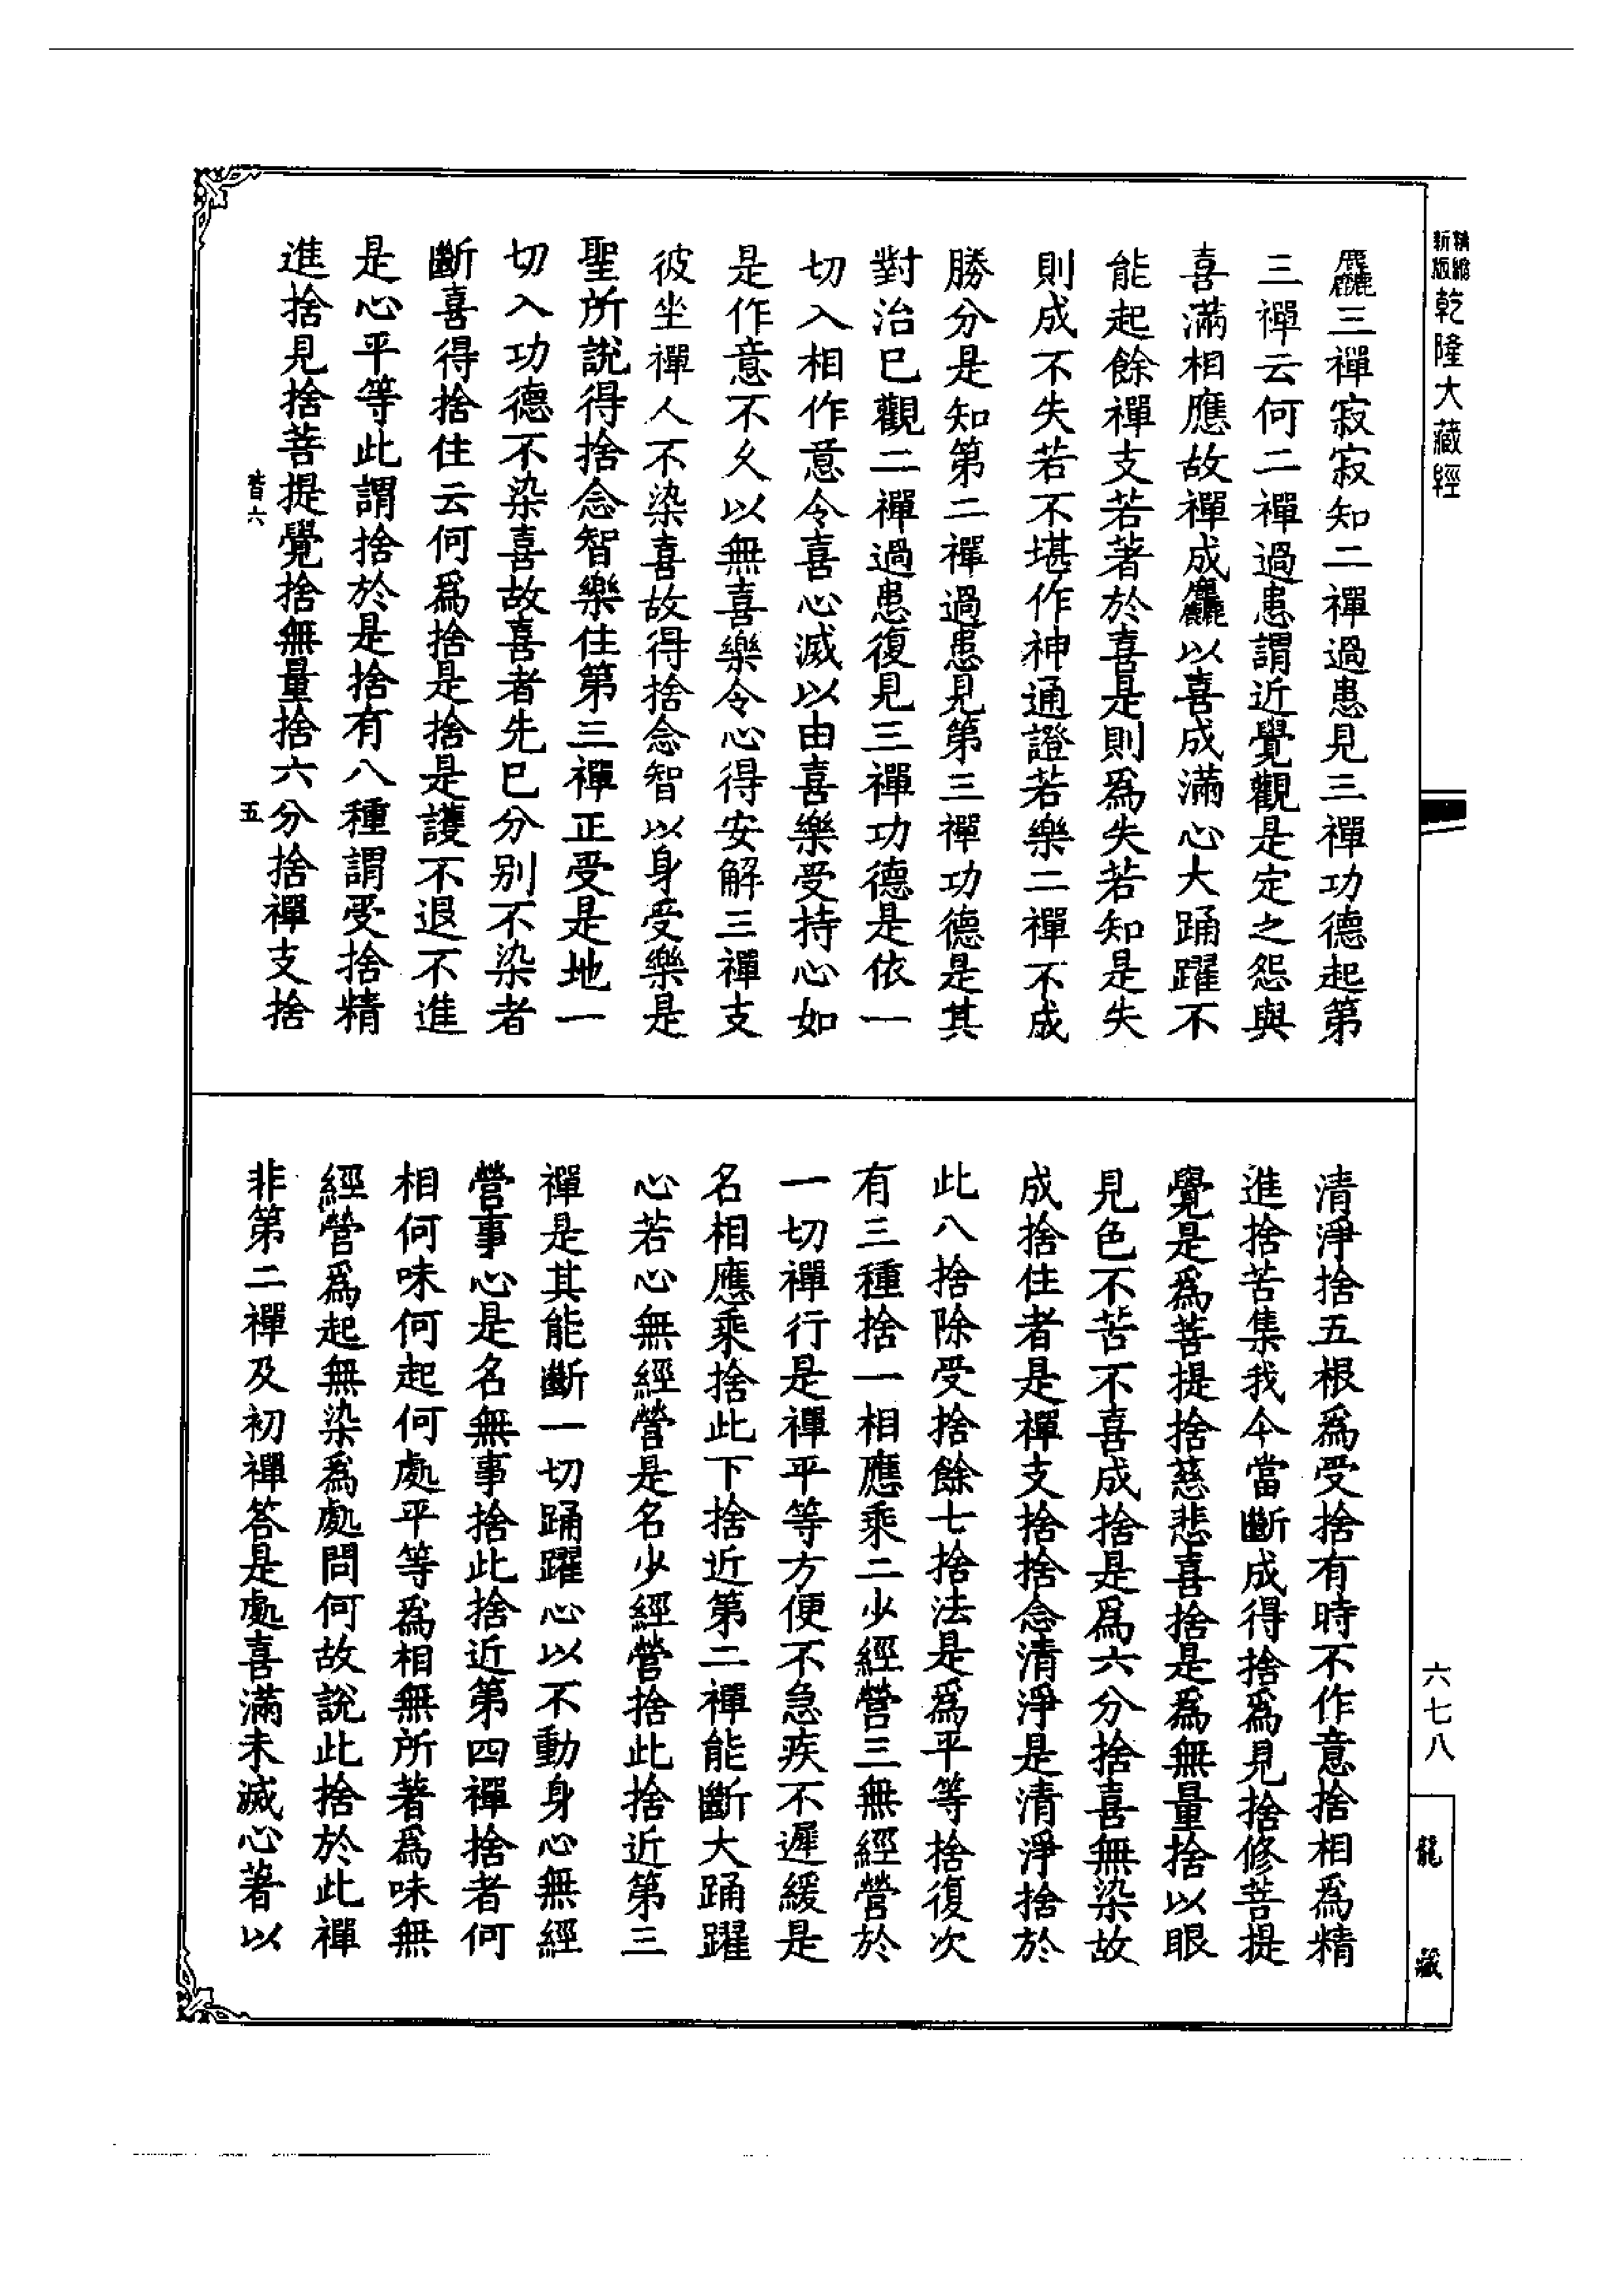 精縮新版乾隆大藏經
麤三禪寂寂知二禪過患見三禪功德起第
三禪云何二禪過患謂近覺觀是定之怨與
喜滿相應故禪成麤以喜成滿心大踊躍不
能起餘禪支若著於喜是則爲失若知是失
則成不失若不堪作神通證若樂二禪不成
勝分是知第二禪過患見第三禪功德是其
對治已觀二禪過患復見三禪功德是依一
切入相作意令喜心滅以由喜樂受持心如
是作意不久以無喜樂令心得安解三禪支
彼坐禪人不染喜故得捨念智以身受樂是
聖所說得捨念智樂住第三禪正受是地一
切入功德不染喜故喜者先已分別不染者
斷喜得捨住云何爲捨是捨是護不退不進
是心平等此謂捨於是捨有八種謂受捨精
進捨見捨菩提覺捨無量捨六分捨禪支捨
六
五
清淨捨五根爲受捨有時不作意捨相爲精
進捨苦集我今當斷成得捨爲見捨修菩提
覺是爲菩提捨慈悲喜捨是爲無量捨以眼
見色不苦不喜成捨是爲六分捨喜無染故
成捨住者是禪支捨捨念清淨是清淨捨於
此八捨除受捨餘七捨法是爲平等捨復次
有三種捨一相應乘二少經營三無經營於
一切禪行是禪平等方便不急疾不遲緩是
名相應乘捨此下捨近第二禪能斷大踊躍
心若心無經營是名少經營捨此捨近第三
禪是其能斷一切踊躍心以不動身心無經
營事心是名無事捨此捨近第四禪捨者何
相何味何起何處平等爲相無所著爲味無
經營爲起無染爲處問何故說此捨於此禪
非第二禪及初禪答是處喜滿未滅心著以
六七八
龍藏